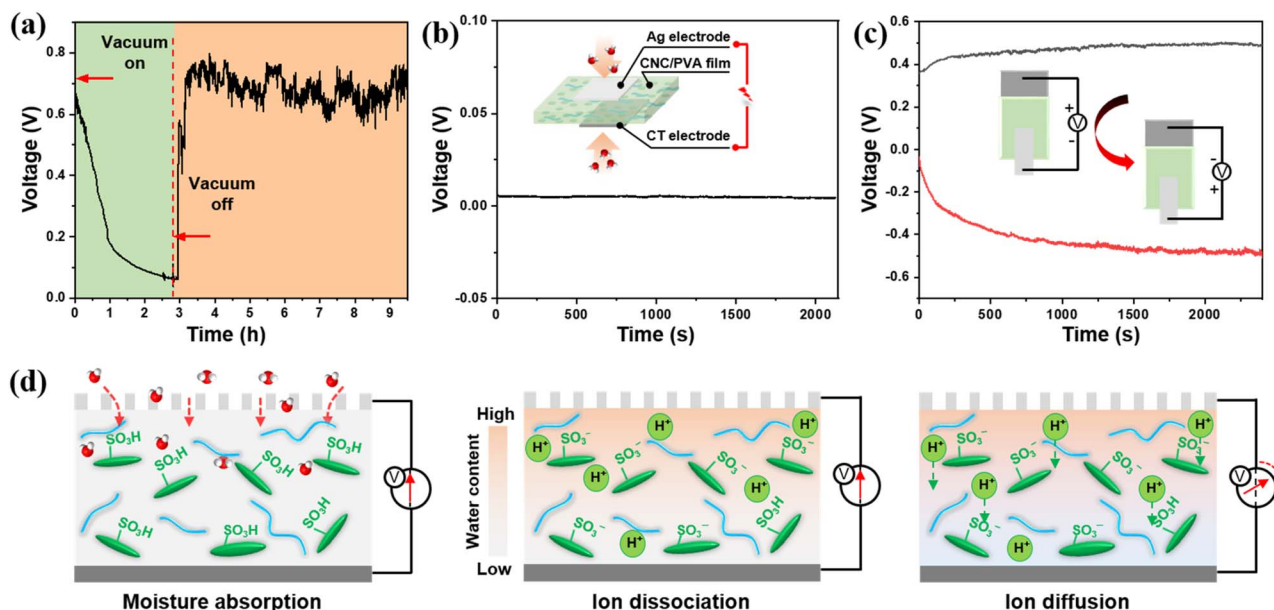 (a)
Vacuum
on
Vacuum
off
Voltage (V)
1.0
0.8
0.6
0.4
0.2
0.0
0 1 2 3 4 5 6 7 8 9
Time (h)
(b)
Ag electrode
CNC/PVA film
CT electrode
Voltage (V)
0.10
0.05
0.00
-0.05
0 500 1000 1500 2000
Time (s)
(c)
+
V
-
-
V
+
Voltage (V)
0.6
0.4
0.2
0.0
-0.2
-0.4
-0.6
0 500 1000 1500 2000
Time (s)
(d)
SO₃H
SO₃H
SO₃H
SO₃H
SO₃H
SO₃H
SO₃H
V
Moisture absorption
High
Water content
Low
H⁺
H⁺
H⁺
H⁺
H⁺
H⁺
SO₃⁻
SO₃⁻
SO₃⁻
SO₃⁻
SO₃⁻
SO₃⁻
SO₃H
V
Ion dissociation
H⁺
H⁺
H⁺
H⁺
H⁺
H⁺
SO₃⁻
SO₃⁻
SO₃⁻
SO₃⁻
SO₃⁻
SO₃H
V
Ion diffusion